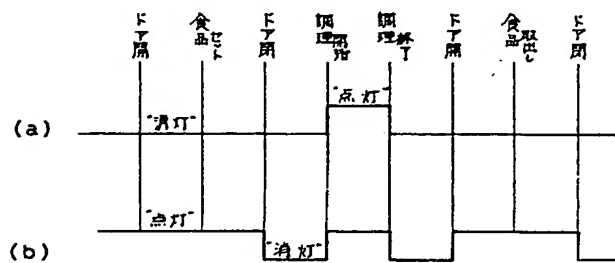 ドア開
食品セット
ドア閉
調理開始
調理終了
ドア開
食品取出し
ドア閉
"点灯"
(a)
"消灯"
"点灯"
(b)
"消灯"